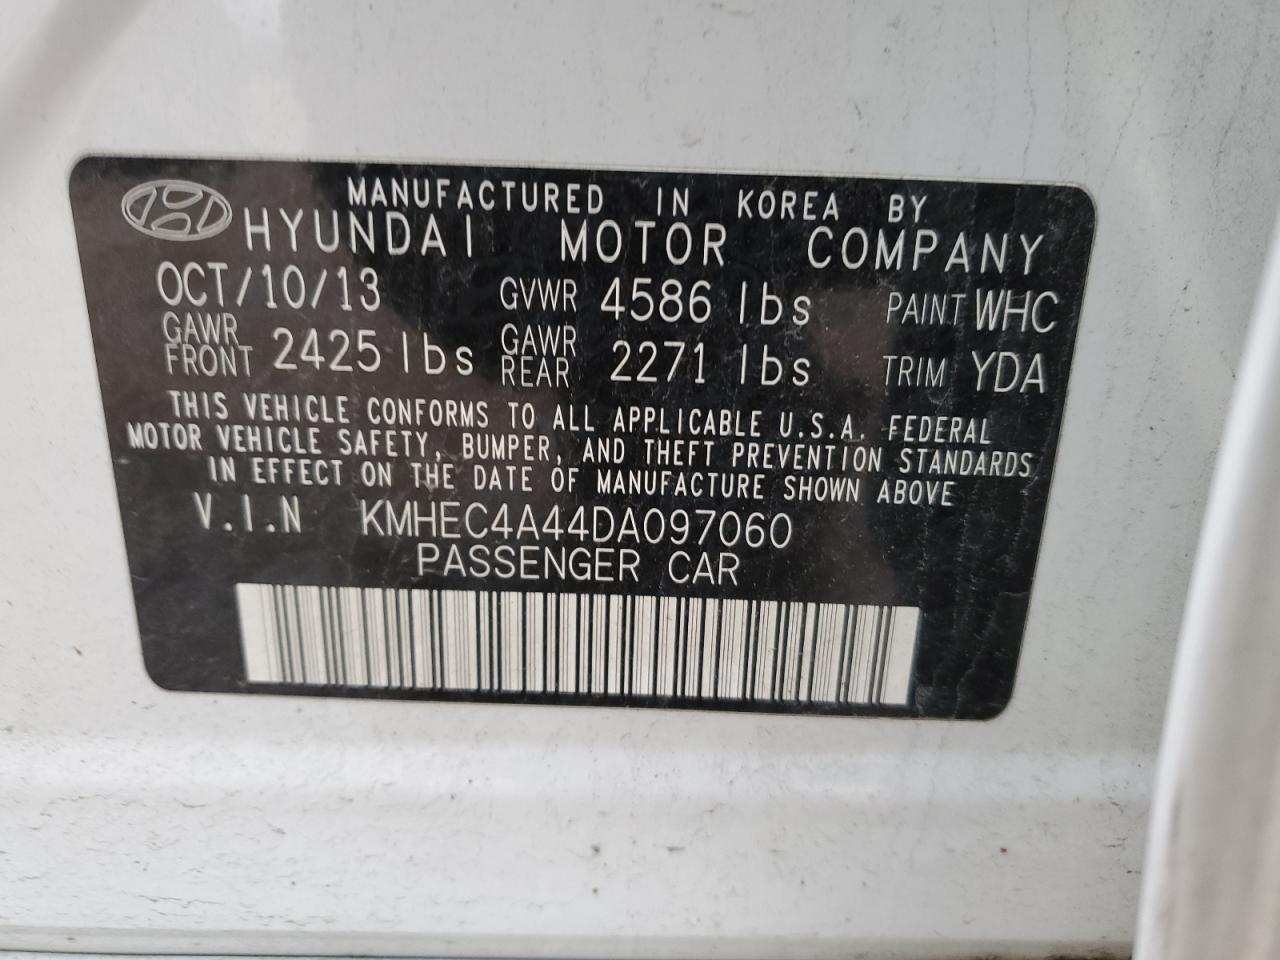 MANUFACTURED IN KOREA BY
HYUNDAI MOTOR COMPANY
OCT/10/13 GVWR 4586 lbs PAINT WHC
GAWR FRONT 2425 lbs GAWR REAR 2271 lbs TRIM YDA
THIS VEHICLE CONFORMS TO ALL APPLICABLE U.S.A. FEDERAL
MOTOR VEHICLE SAFETY, BUMPER, AND THEFT PREVENTION STANDARDS
IN EFFECT ON THE DATE OF MANUFACTURE SHOWN ABOVE
V.I.N KMHEC4A44DA097060
PASSENGER CAR